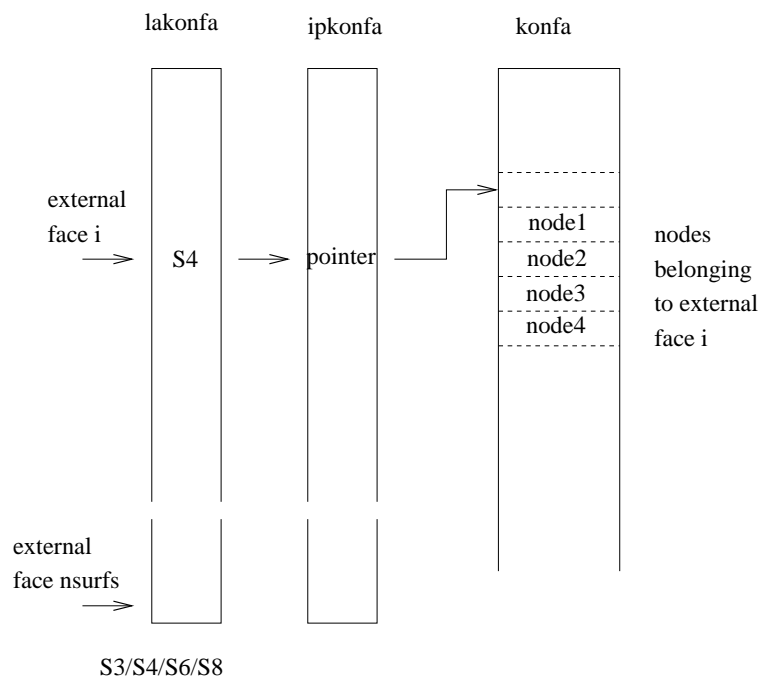 lakonfa
ipkonfa
konfa
external
face i
S4
pointer
node1
node2
node3
node4
nodes
belonging
to external
face i
external
face nsurfs
S3/S4/S6/S8